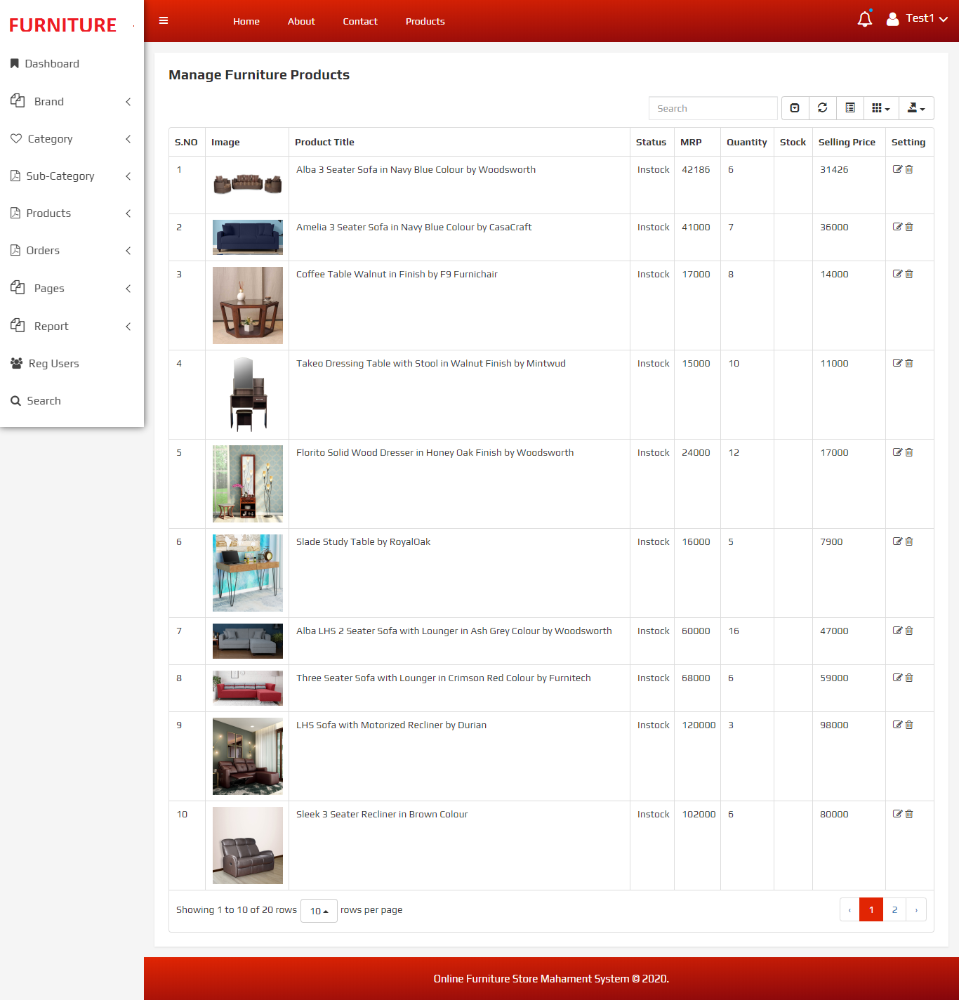 FURNITURE
Home About Contact Products Test1
Dashboard
Brand
Category
Sub-Category
Products
Orders
Pages
Report
Reg Users
Search
Manage Furniture Products
Search
S.NO Image Product Title Status MRP Quantity Stock Selling Price Setting
1 Alba 3 Seater Sofa in Navy Blue Colour by Woodsworth Instock 42186 6 31426
2 Amelia 3 Seater Sofa in Navy Blue Colour by CasaCraft Instock 41000 7 36000
3 Coffee Table Walnut in Finish by F9 Furnichair Instock 17000 8 14000
4 Takeo Dressing Table with Stool in Walnut Finish by Mintwud Instock 15000 10 11000
5 Florito Solid Wood Dresser in Honey Oak Finish by Woodsworth Instock 24000 12 17000
6 Slade Study Table by RoyalOak Instock 16000 5 7900
7 Alba LHS 2 Seater Sofa with Lounger in Ash Grey Colour by Woodsworth Instock 60000 16 47000
8 Three Seater Sofa with Lounger in Crimson Red Colour by Furnitech Instock 68000 6 59000
9 LHS Sofa with Motorized Recliner by Durian Instock 120000 3 98000
10 Sleek 3 Seater Recliner in Brown Colour Instock 102000 6 80000
Showing 1 to 10 of 20 rows 10 rows per page ‹ 1 2 ›
Online Furniture Store Mahament System © 2020.